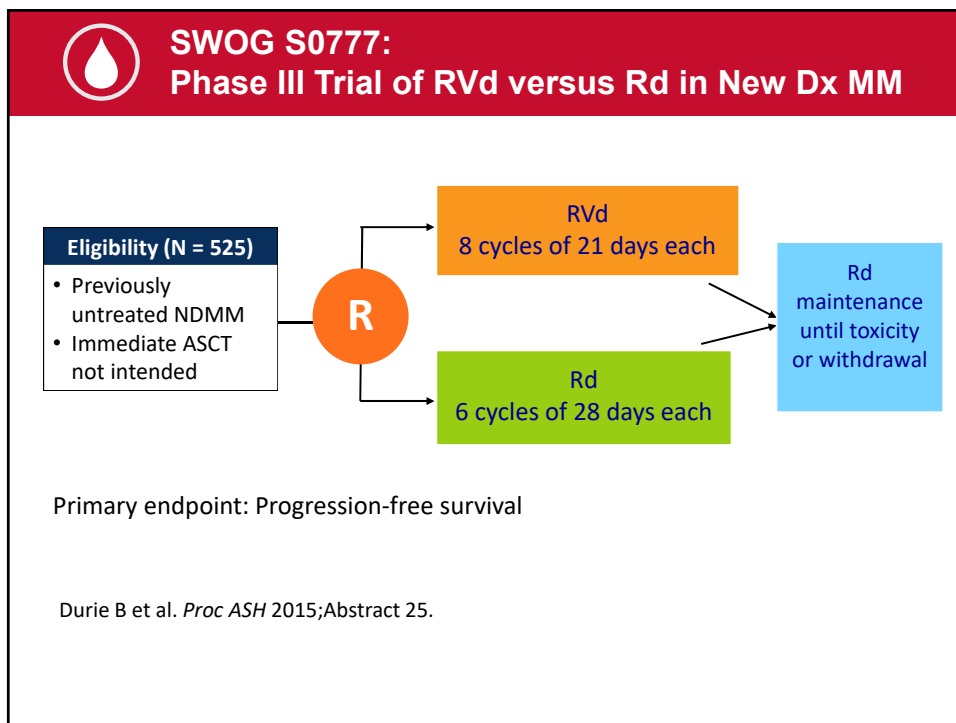 SWOG S0777:
Phase III Trial of RVd versus Rd in New Dx MM
Eligibility (N = 525)
• Previously
untreated NDMM
• Immediate ASCT
not intended
R
RVd
8 cycles of 21 days each
Rd
6 cycles of 28 days each
Rd
maintenance
until toxicity
or withdrawal
Primary endpoint: Progression-free survival
Durie B et al. Proc ASH 2015;Abstract 25.